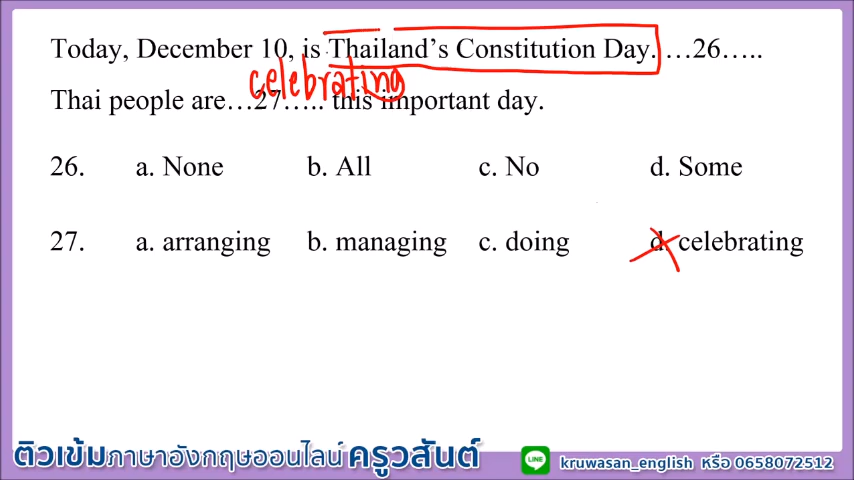 Today, December 10, is Thailand's Constitution Day. …26…..
celebrating
Thai people are…27….. this important day.
26. a. None b. All c. No d. Some
27. a. arranging b. managing c. doing d. celebrating
ติวเข้มภาษาอังกฤษออนไลน์ ครูวสันต์ LINE kruwasan_english หรือ 0658072512